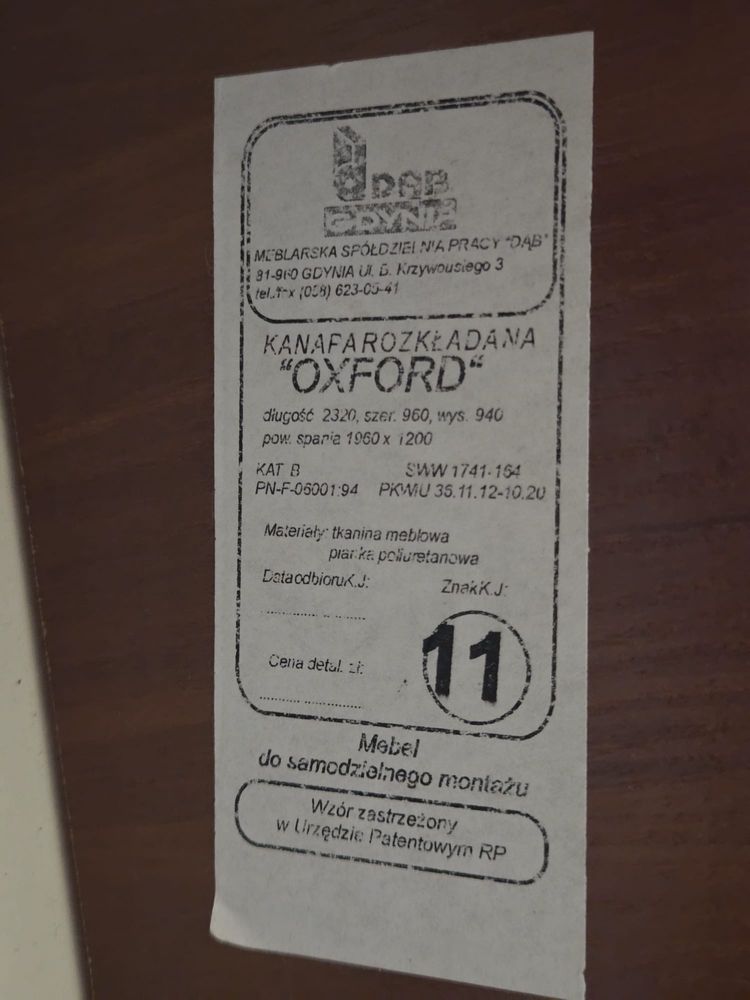 DĄB
GDYNIA
MEBLARSKA SPÓŁDZIELNIA PRACY "DĄB"
81-960 GDYNIA Ul. B. Krzywoustego 3
tel./fax (058) 623-05-41
KANAPA ROZKŁADANA
"OXFORD"
długość 2320, szer. 960, wys. 940
pow. spania 1960 x 1200
KAT. B SWW 1741-164
PN-F-06001:94 PKWiU 36.11.12-10.20
Materiały: tkanina meblowa
pianka poliuretanowa
Data odbioru K.J: Znak K.J:
Cena detal. zł:
11
Mebel
do samodzielnego montażu
Wzór zastrzeżony
w Urzędzie Patentowym RP